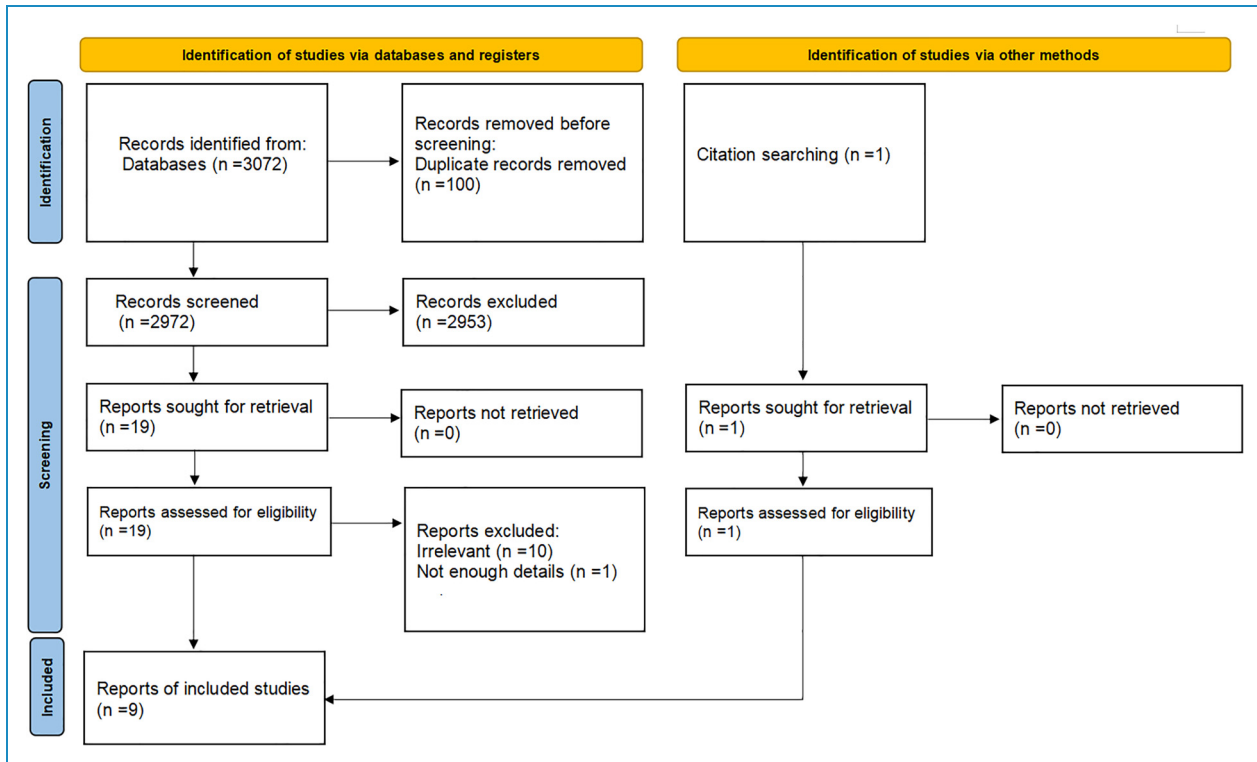 Identification of studies via databases and registers
Identification of studies via other methods
Identification
Records identified from:
Databases (n =3072)
Records removed before
screening:
Duplicate records removed
(n =100)
Citation searching (n =1)
Screening
Records screened
(n =2972)
Records excluded
(n =2953)
Reports sought for retrieval
(n =19)
Reports not retrieved
(n =0)
Reports sought for retrieval
(n =1)
Reports not retrieved
(n =0)
Reports assessed for eligibility
(n =19)
Reports excluded:
Irrelevant (n =10)
Not enough details (n =1)
.
Reports assessed for eligibility
(n =1)
Included
Reports of included studies
(n =9)